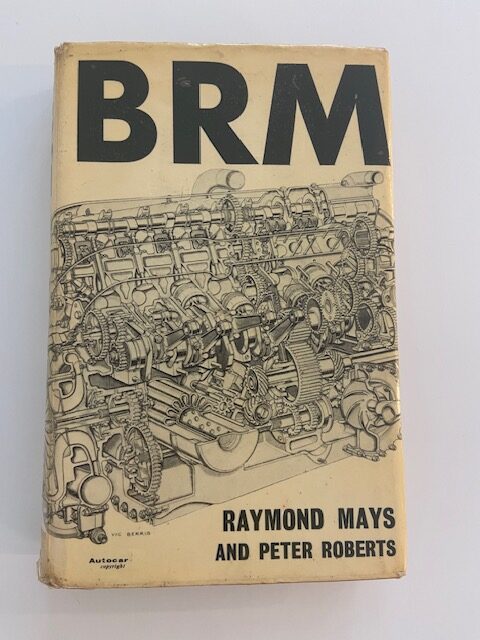 BRM
VIC BERRIS
Autocar
copyright
RAYMOND MAYS
AND PETER ROBERTS